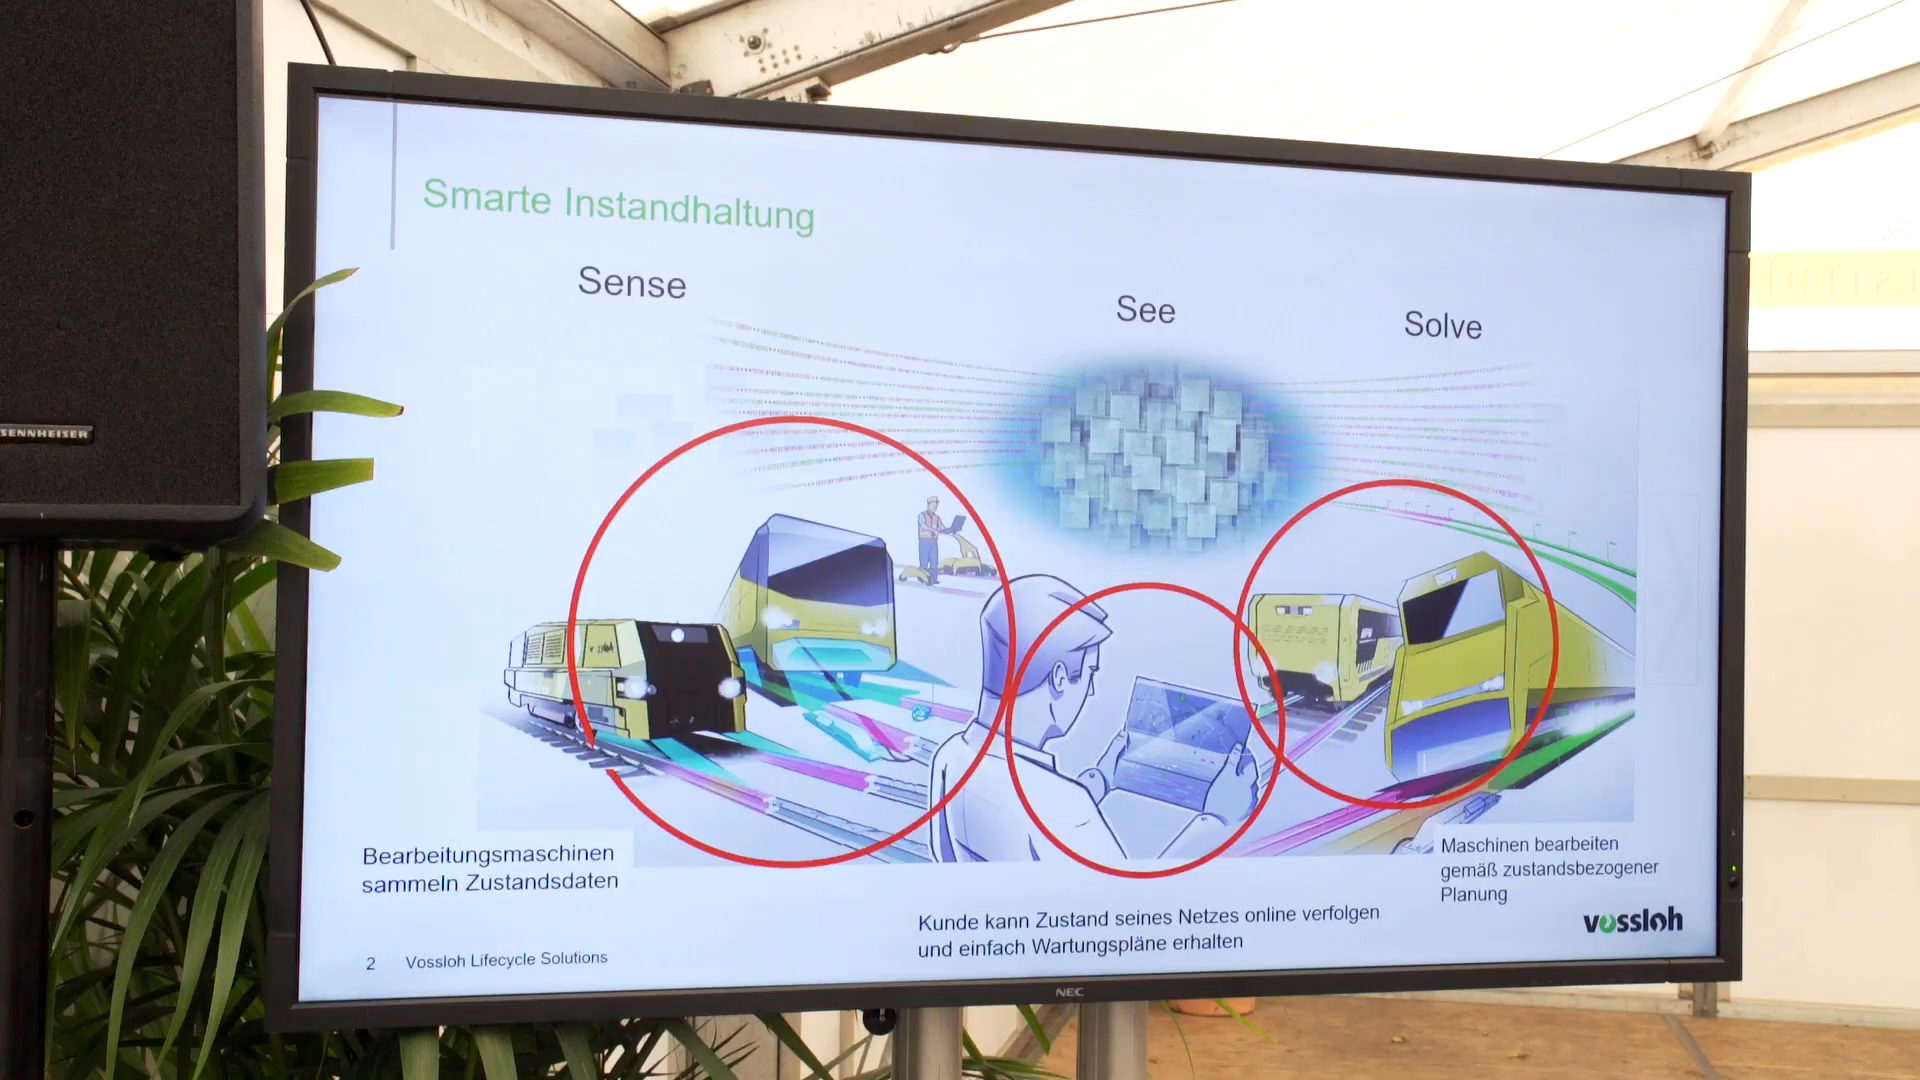 SENNHEISER
Smarte Instandhaltung
Sense
See
Solve
Bearbeitungsmaschinen
sammeln Zustandsdaten
Kunde kann Zustand seines Netzes online verfolgen
und einfach Wartungspläne erhalten
Maschinen bearbeiten
gemäß zustandsbezogener
Planung
vossloh
2 Vossloh Lifecycle Solutions
NEC